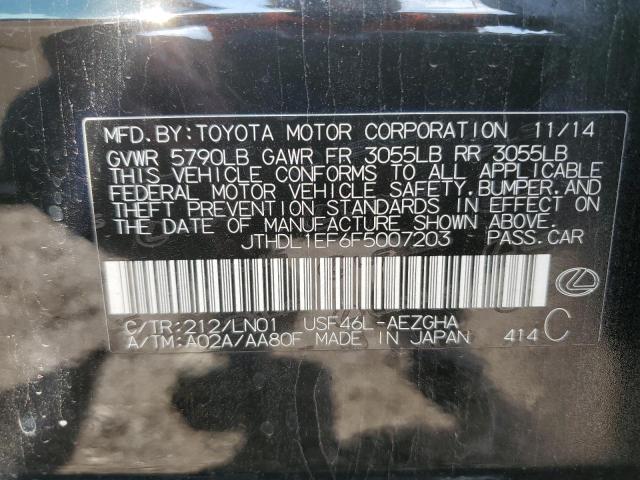 MFD.BY:TOYOTA MOTOR CORPORATION 11/14
GVWR 5790LB GAWR FR 3055LB RR 3055LB
THIS VEHICLE CONFORMS TO ALL APPLICABLE
FEDERAL MOTOR VEHICLE SAFETY,BUMPER,AND
THEFT PREVENTION STANDARDS IN EFFECT ON
THE DATE OF MANUFACTURE SHOWN ABOVE.
JTHDL1EF6F5007203 PASS.CAR
C/TR:212/LN01 USF46L-AEZGHA
A/TM:A02A/AA80F MADE IN JAPAN 414 C